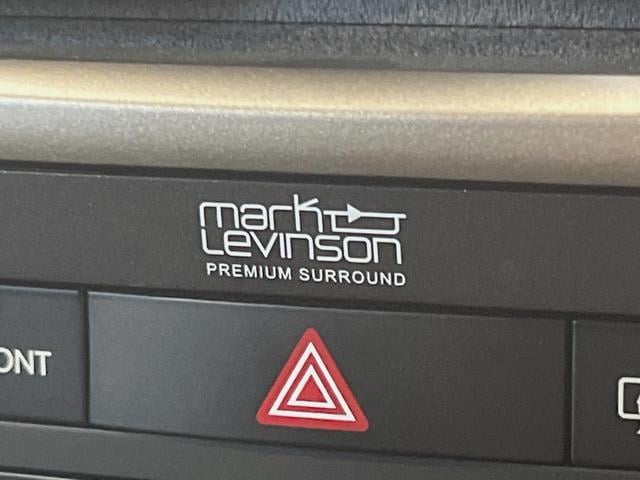 mark
Levinson
PREMIUM SURROUND
ONT